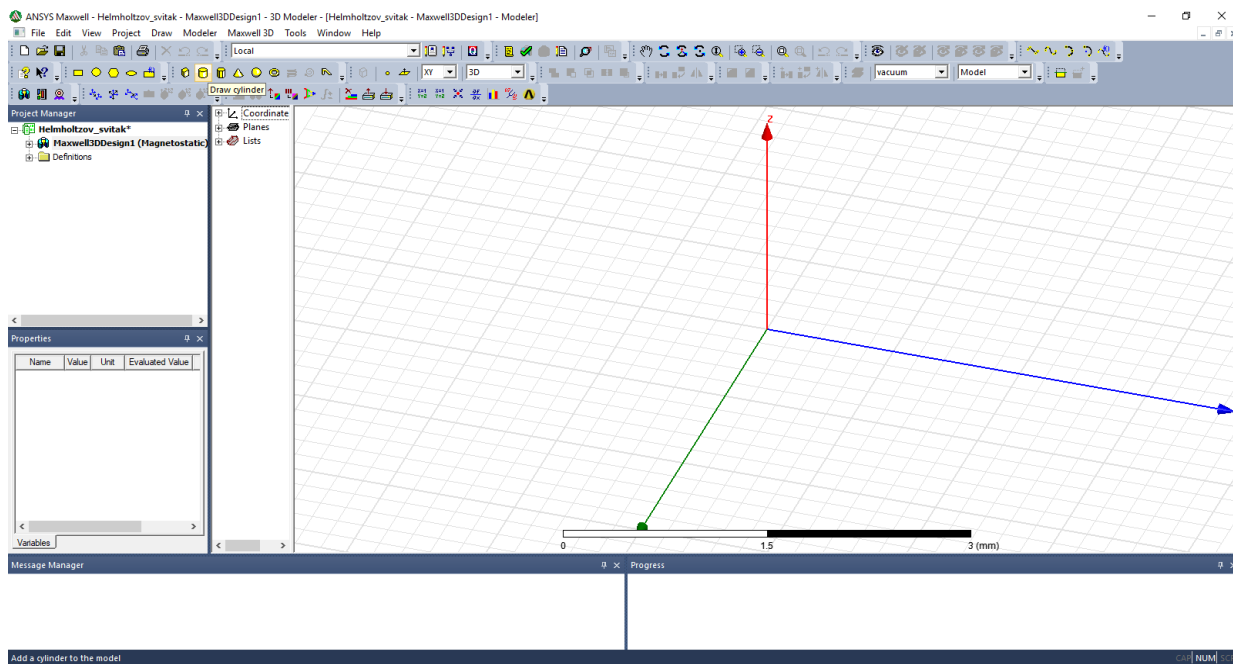 ANSYS Maxwell - Helmholtzov_svitak - Maxwell3DDesign1 - 3D Modeler - [Helmholtzov_svitak - Maxwell3DDesign1 - Modeler]
File Edit View Project Draw Modeler Maxwell 3D Tools Window Help
Local
XY 3D vacuum Model
Draw cylinder
Project Manager
Helmholtzov_svitak*
Maxwell3DDesign1 (Magnetostatic)
Definitions
Coordinate
Planes
Lists
Z
Properties
Name Value Unit Evaluated Value
Variables
0 1.5 3 (mm)
Message Manager
Progress
Add a cylinder to the model
CAP NUM